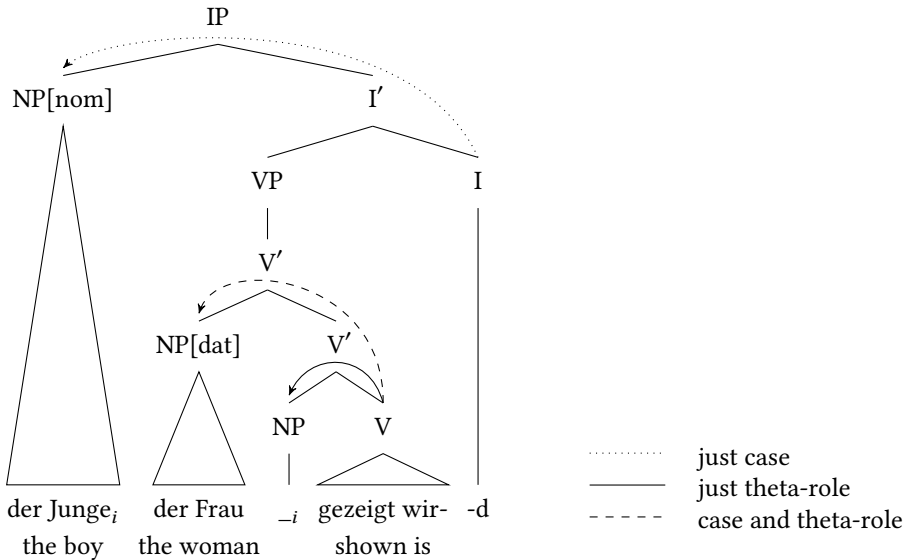 IP
NP[nom] I′
VP I
V′
NP[dat] V′
NP V
der Junge_i der Frau _i gezeigt wir- -d
the boy the woman shown is
just case
just theta-role
case and theta-role